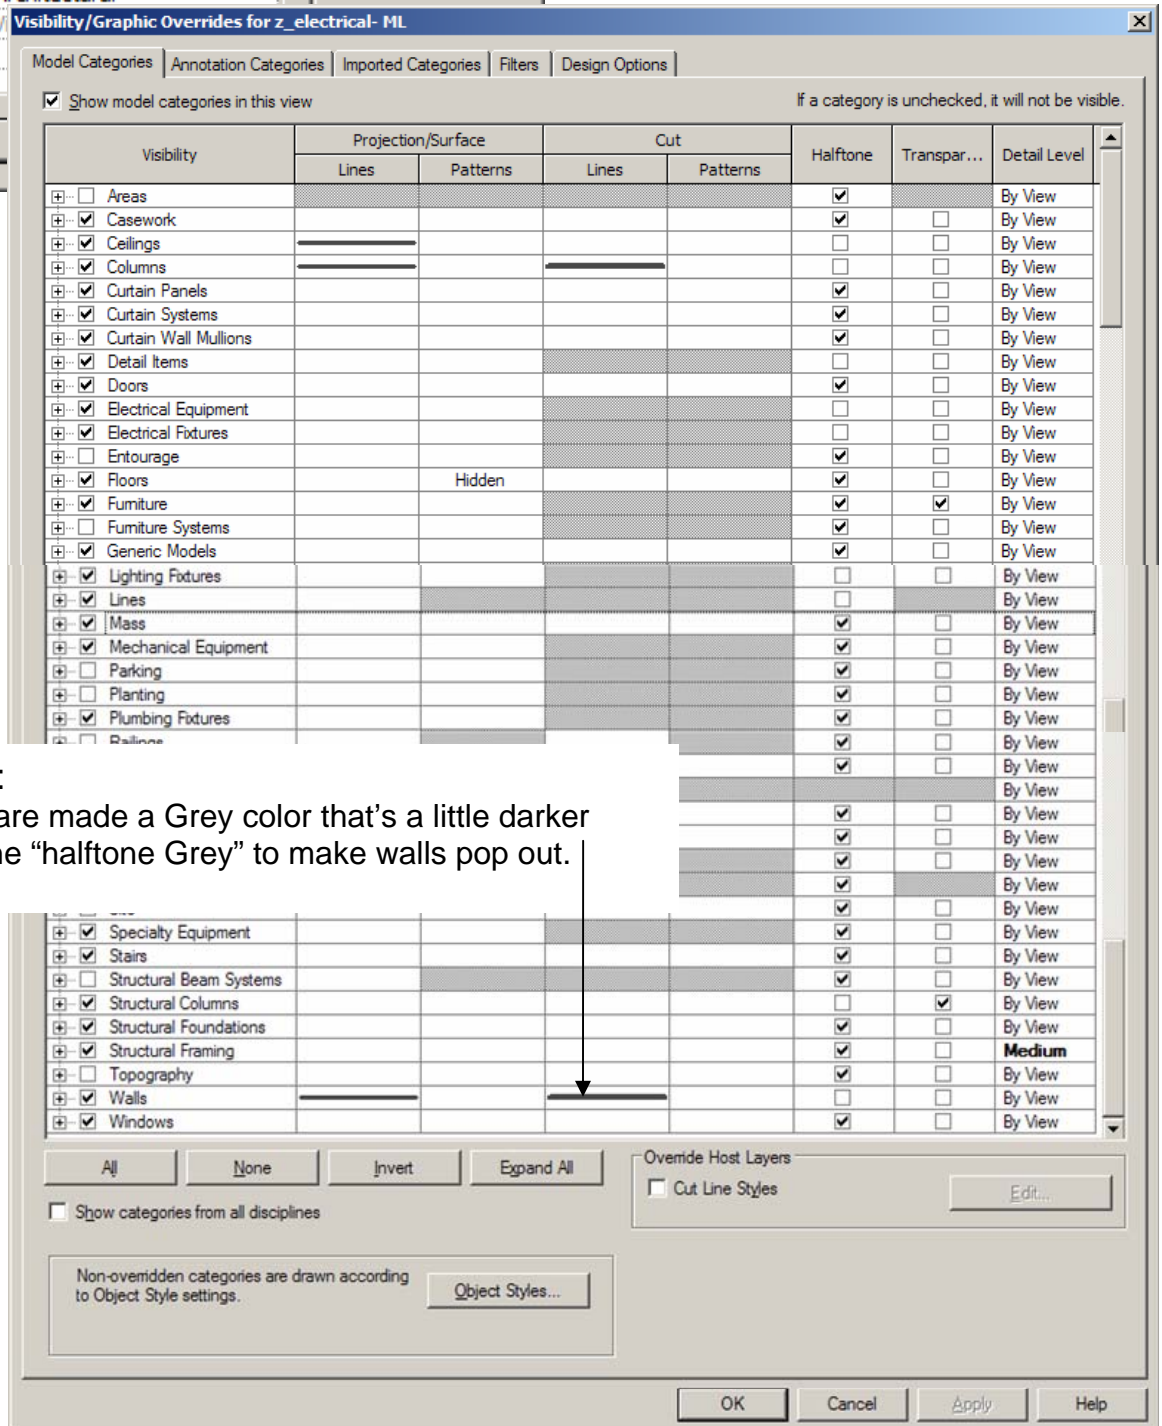 Visibility/Graphic Overrides for z_electrical- ML
Model Categories Annotation Categories Imported Categories Filters Design Options
Show model categories in this view If a category is unchecked, it will not be visible.
Visibility Projection/Surface Cut Halftone Transpar... Detail Level
Lines Patterns Lines Patterns
Areas By View
Casework By View
Ceilings By View
Columns By View
Curtain Panels By View
Curtain Systems By View
Curtain Wall Mullions By View
Detail Items By View
Doors By View
Electrical Equipment By View
Electrical Fixtures By View
Entourage By View
Floors Hidden By View
Furniture By View
Furniture Systems By View
Generic Models By View
Lighting Fixtures By View
Lines By View
Mass By View
Mechanical Equipment By View
Parking By View
Planting By View
Plumbing Fixtures By View
Railings By View
By View
:
By View
are made a Grey color that's a little darker By View
By View
"halftone Grey" to make walls pop out. By View
By View
By View
Specialty Equipment By View
Stairs By View
Structural Beam Systems By View
Structural Columns By View
Structural Foundations By View
Structural Framing Medium
Topography By View
Walls By View
Windows By View
All None Invert Expand All Override Host Layers
Cut Line Styles Edit...
Show categories from all disciplines
Non-overridden categories are drawn according
to Object Style settings. Object Styles...
OK Cancel Apply Help